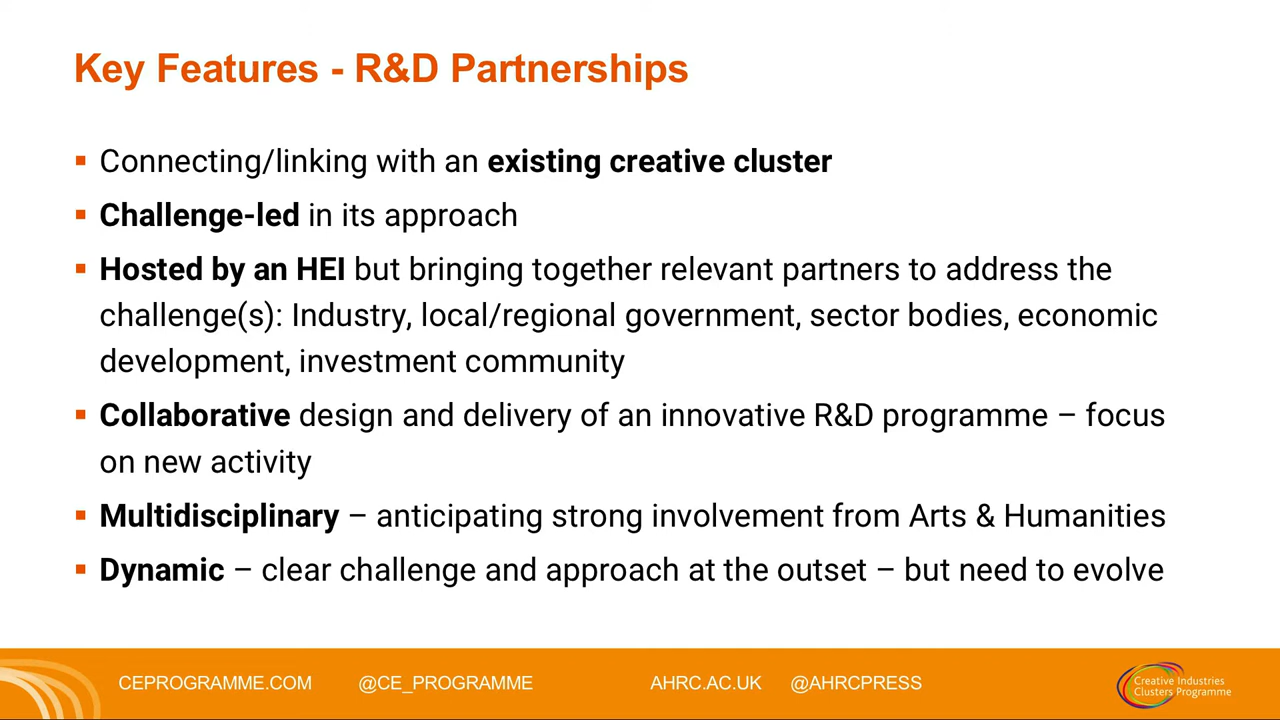 Key Features - R&D Partnerships
Connecting/linking with an existing creative cluster
Challenge-led in its approach
Hosted by an HEI but bringing together relevant partners to address the
challenge(s): Industry, local/regional government, sector bodies, economic
development, investment community
Collaborative design and delivery of an innovative R&D programme – focus
on new activity
Multidisciplinary – anticipating strong involvement from Arts & Humanities
Dynamic – clear challenge and approach at the outset – but need to evolve
CEPROGRAMME.COM @CE_PROGRAMME AHRC.AC.UK @AHRCPRESS
Creative Industries
Clusters Programme